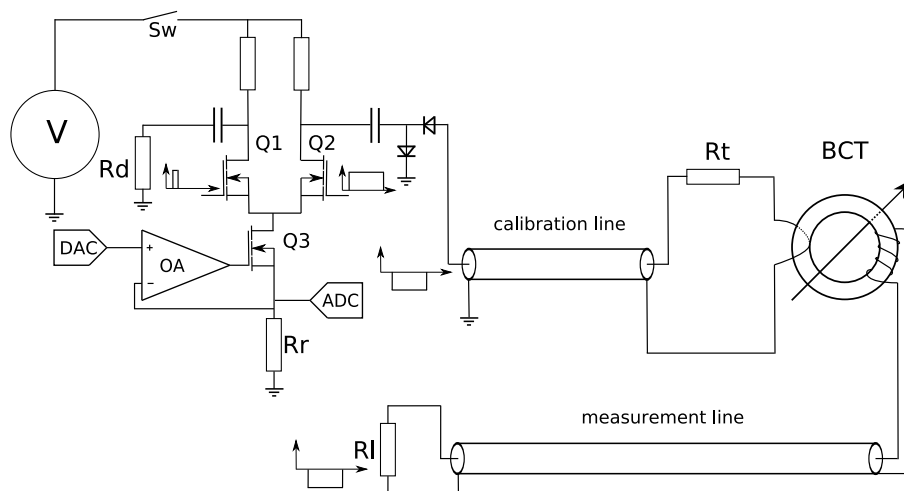 Sw
V
Rd
Q1
Q2
Rt
BCT
DAC
OA
+
−
Q3
ADC
Rr
calibration line
measurement line
Rl